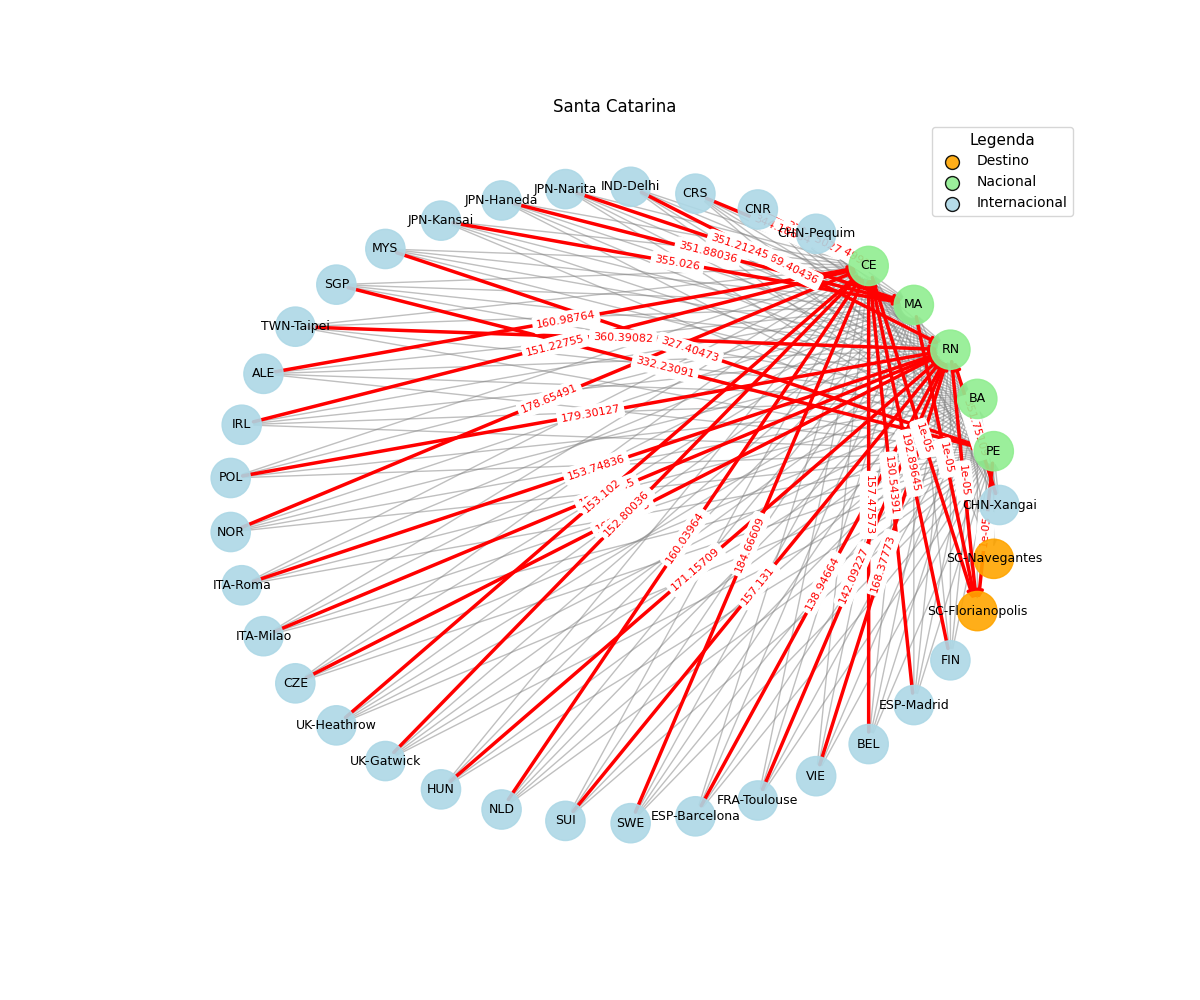 Santa Catarina
Legenda
Destino
Nacional
Internacional
IND-Delhi
JPN-Narita
CRS
JPN-Haneda
CNR
JPN-Kansai
CHN-Pequim
MYS
CE
SGP
MA
TWN-Taipei
RN
ALE
BA
IRL
PE
POL
CHN-Xangai
NOR
SC-Navegantes
ITA-Roma
SC-Florianopolis
ITA-Milao
FIN
CZE
ESP-Madrid
UK-Heathrow
BEL
UK-Gatwick
VIE
HUN
FRA-Toulouse
NLD
ESP-Barcelona
SUI
SWE
351.21245
351.88036
355.026
160.98764
151.22755
360.39082
327.40473
332.23091
178.65491
179.30127
153.74836
153.102
152.80036
160.03964
171.15709
184.66609
157.131
138.94664
142.09227
168.37773
157.47573
130.54391
192.89645
1e-05
1e-05
1e-05